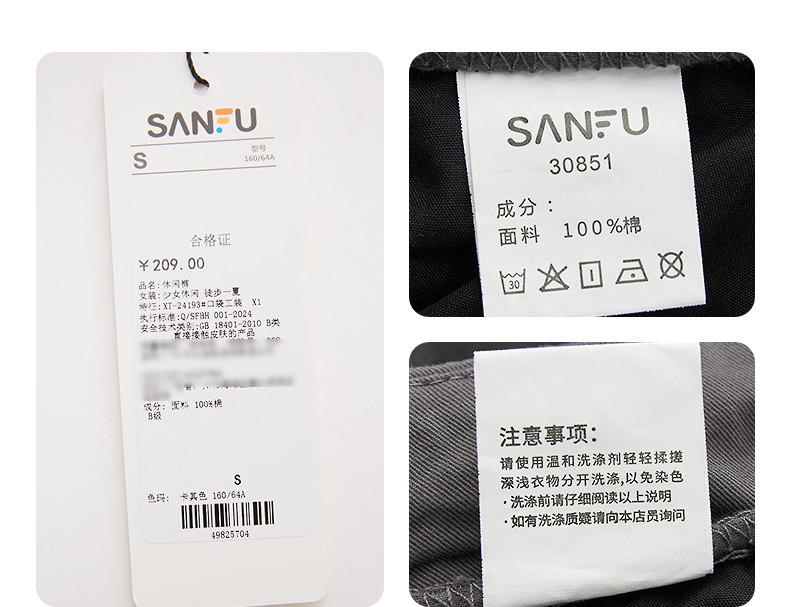 SANFU
S
型号
160/64A
合格证
￥209.00
品名:休闲裤
女装:少女休闲 徒步一夏
特征:XT-24193#口袋工装 X1
执行标准:Q/SFBH 001-2024
安全技术类别:GB 18401-2010 B类
直接接触皮肤的产品
成分: 面料 100%棉
B级
S
色玛: 卡其色 160/64A
49825704
SANFU
30851
成分：
面料 100%棉
30
注意事项：
请使用温和洗涤剂轻轻揉搓
深浅衣物分开洗涤,以免染色
·洗涤前请仔细阅读以上说明
·如有洗涤质疑请向本店员询问